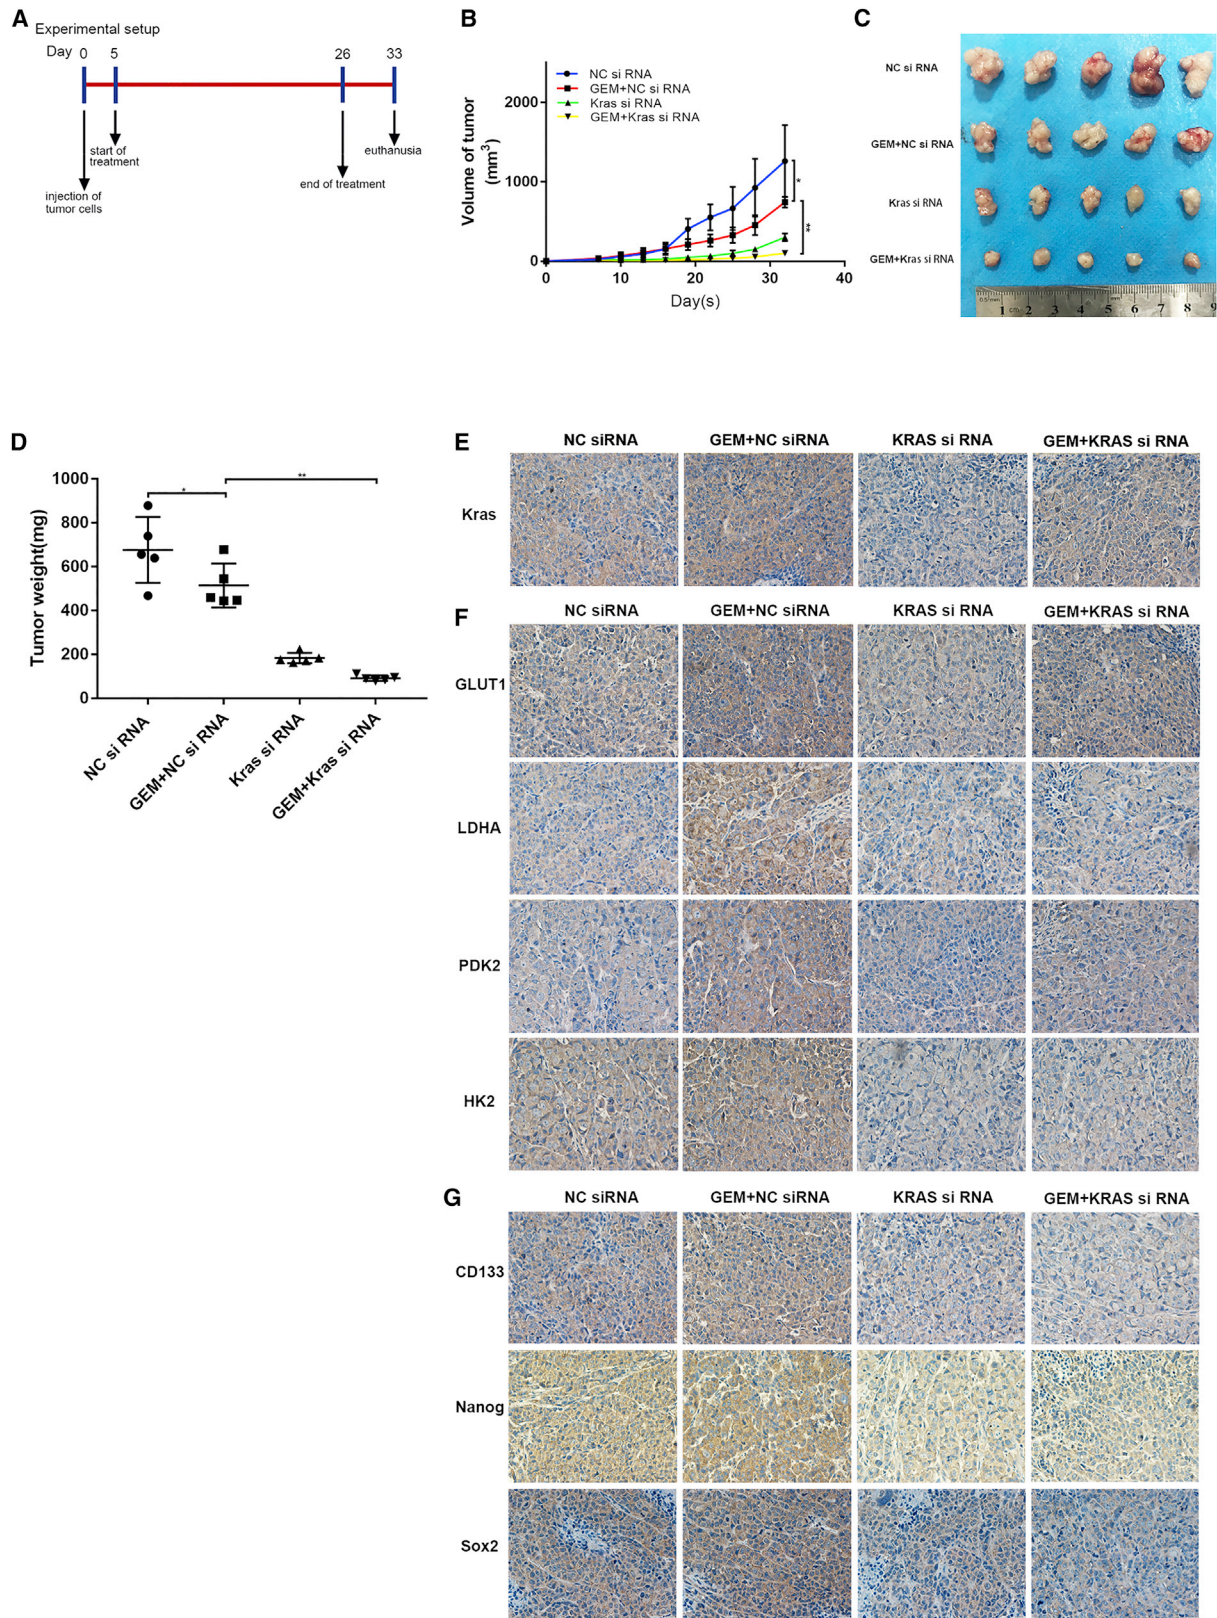 A
Experimental setup
Day 0 5 26 33
start of
treatment
injection of
tumor cells
end of treatment
euthanusia
B
Volume of tumor
(mm3)
2000
1000
0
0 10 20 30 40
Day(s)
NC si RNA
GEM+NC si RNA
Kras si RNA
GEM+Kras si RNA
*
**
C
NC si RNA
GEM+NC si RNA
Kras si RNA
GEM+Kras si RNA
0.5/mm mm
1 cm 2 3 4 5 6 7 8 9
D
Tumor weight(mg)
1000
800
600
400
200
0
* **
NC si RNA
GEM+NC si RNA
Kras si RNA
GEM+Kras si RNA
E
NC siRNA GEM+NC siRNA KRAS si RNA GEM+KRAS si RNA
Kras
F
NC siRNA GEM+NC siRNA KRAS si RNA GEM+KRAS si RNA
GLUT1
LDHA
PDK2
HK2
G
NC siRNA GEM+NC siRNA KRAS si RNA GEM+KRAS si RNA
CD133
Nanog
Sox2